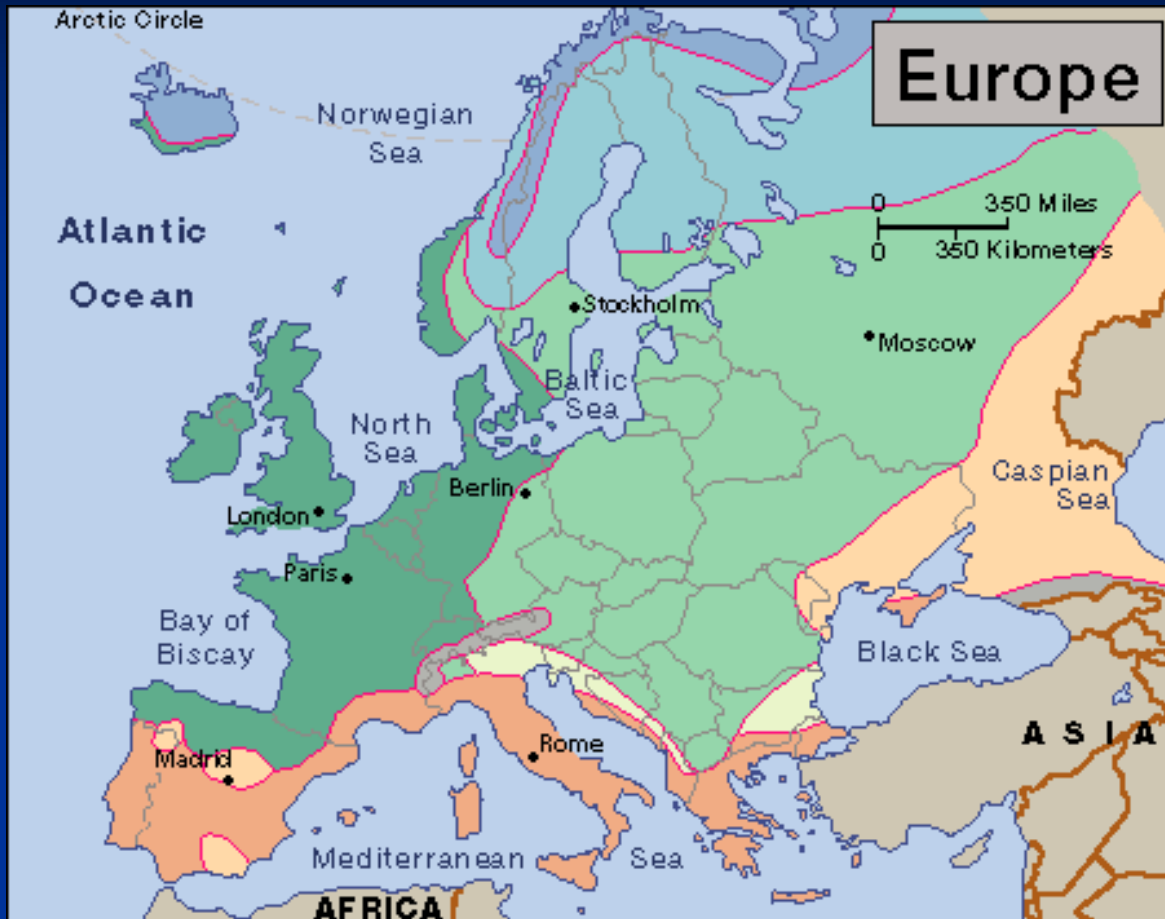 Arctic Circle
Europe
Norwegian
Sea
0 350 Miles
0 350 Kilometers
Atlantic
Ocean
Stockholm
Moscow
Baltic
Sea
North
Sea
Caspian
Sea
Berlin
London
Paris
Bay of
Biscay
Black Sea
ASIA
Rome
Madrid
Mediterranean Sea
AFRICA